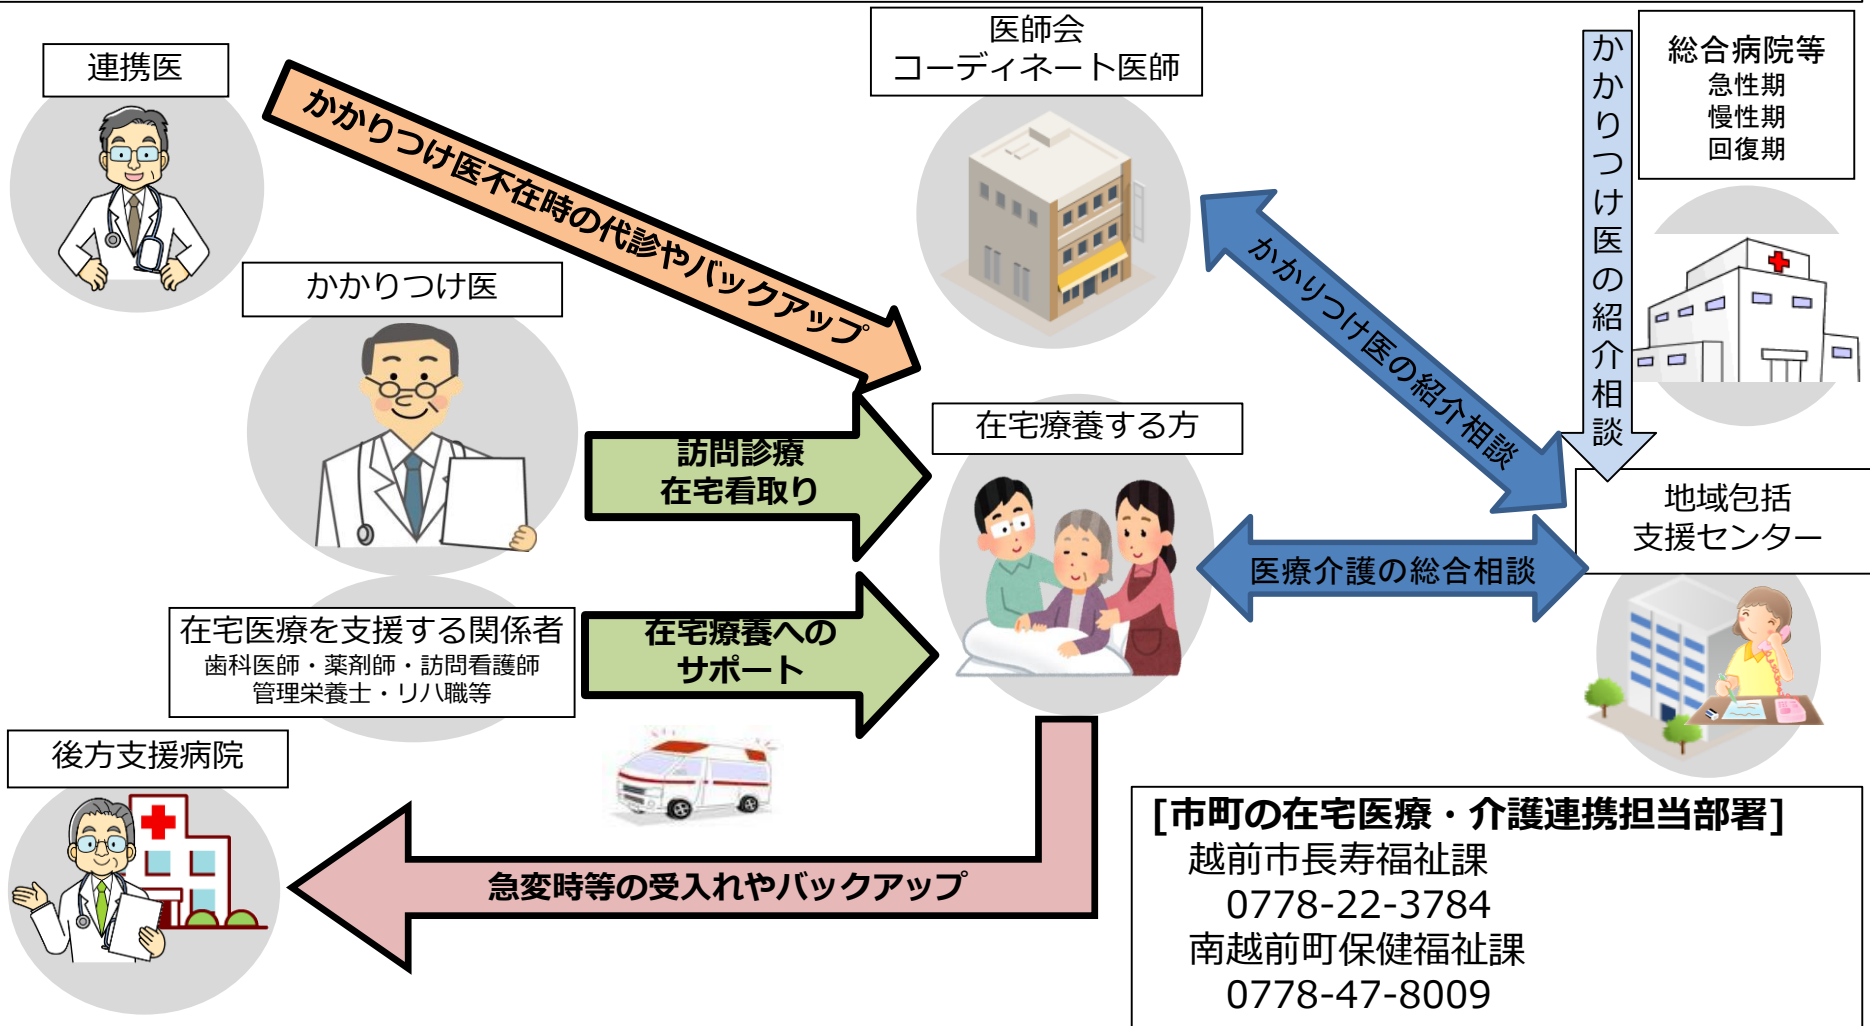 連携医
医師会
コーディネート医師
総合病院等
急性期
慢性期
回復期
かかりつけ医の紹介相談
かかりつけ医不在時の代診やバックアップ
かかりつけ医
かかりつけ医の紹介相談
訪問診療
在宅看取り
在宅療養する方
地域包括
支援センター
医療介護の総合相談
在宅医療を支援する関係者
歯科医師・薬剤師・訪問看護師
管理栄養士・リハ職等
在宅療養への
サポート
後方支援病院
急変時等の受入れやバックアップ
[市町の在宅医療・介護連携担当部署]
越前市長寿福祉課
0778-22-3784
南越前町保健福祉課
0778-47-8009